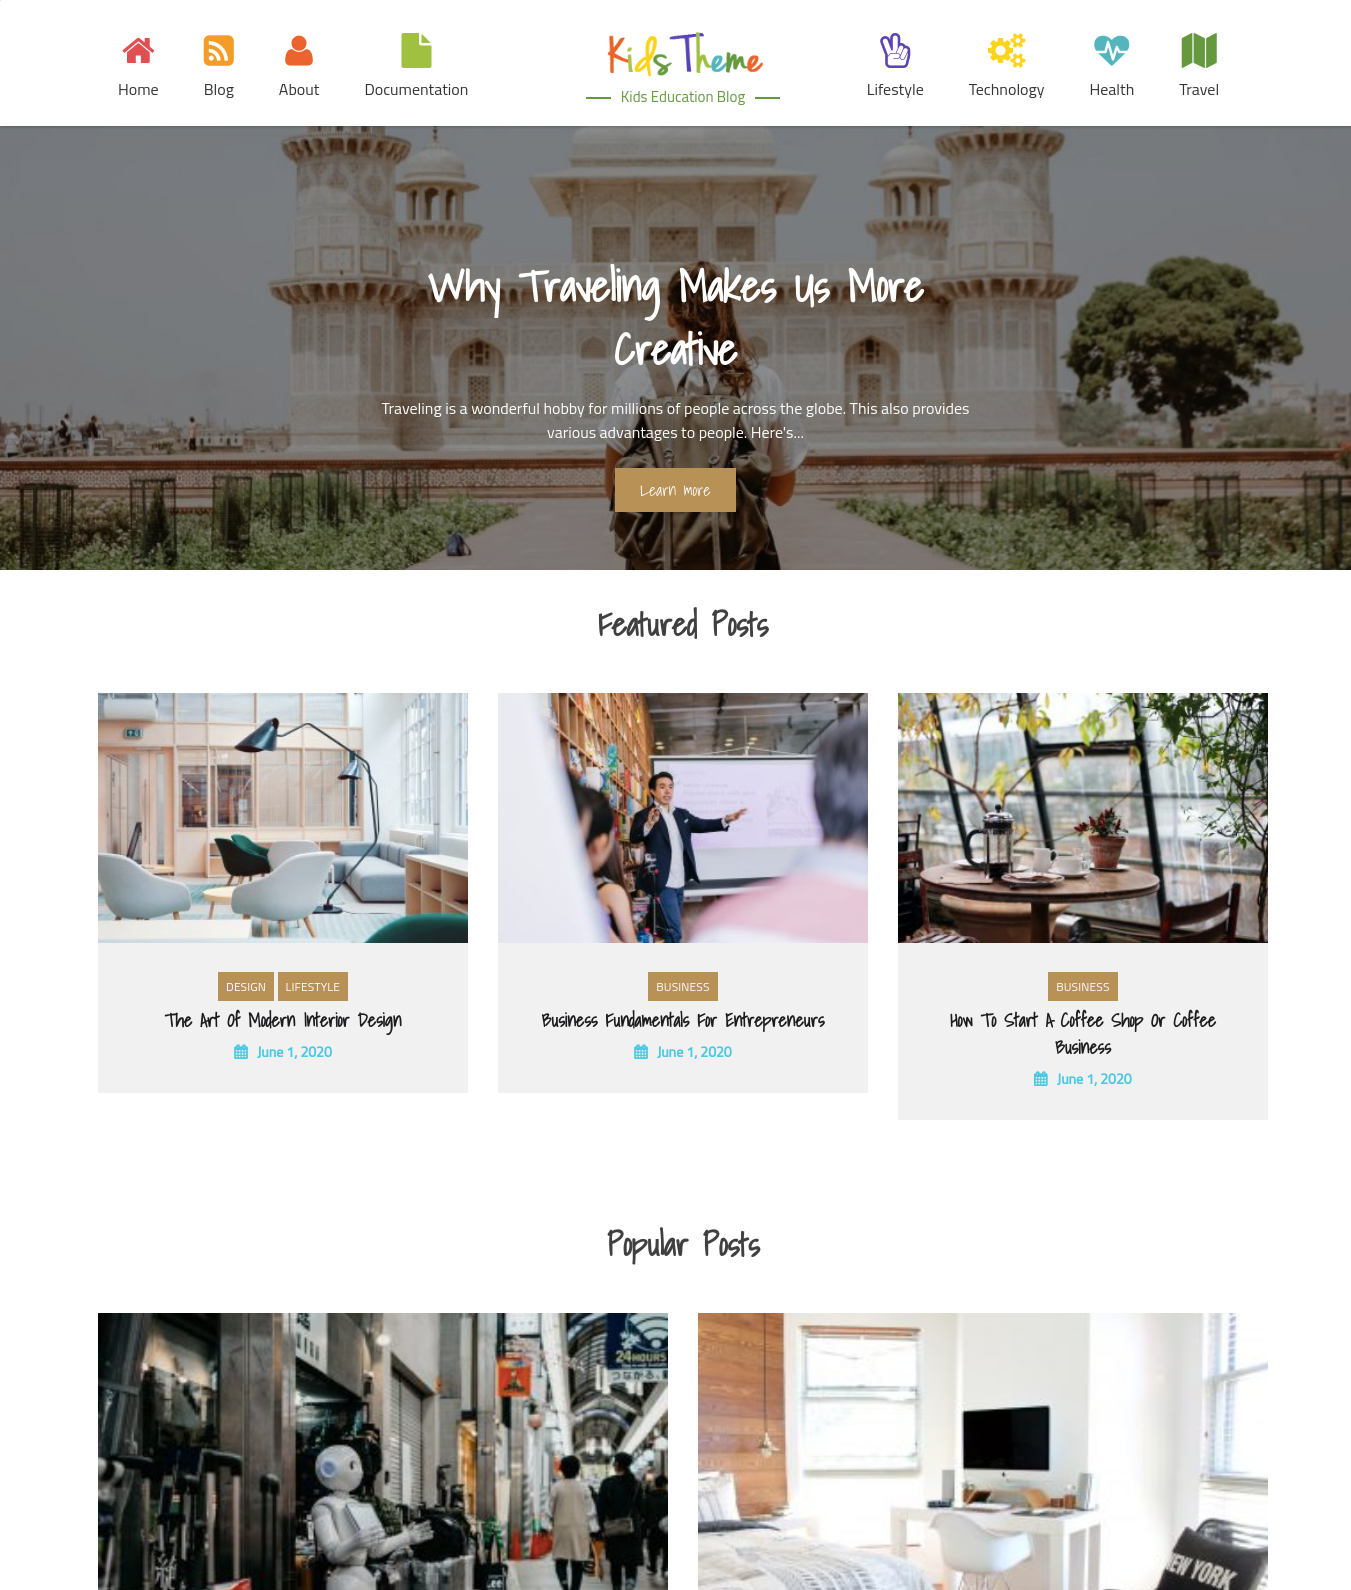 Home
Blog
About
Documentation
Kids Theme
Kids Education Blog
Lifestyle
Technology
Health
Travel
Why Traveling Makes Us More
Creative
Traveling is a wonderful hobby for millions of people across the globe. This also provides
various advantages to people. Here's...
Learn more
Featured Posts
DESIGN LIFESTYLE
The Art Of Modern Interior Design
June 1, 2020
BUSINESS
Business Fundamentals For Entrepreneurs
June 1, 2020
BUSINESS
How To Start A Coffee Shop Or Coffee
Business
June 1, 2020
Popular Posts
24HOURS
つながる
NEW YORK